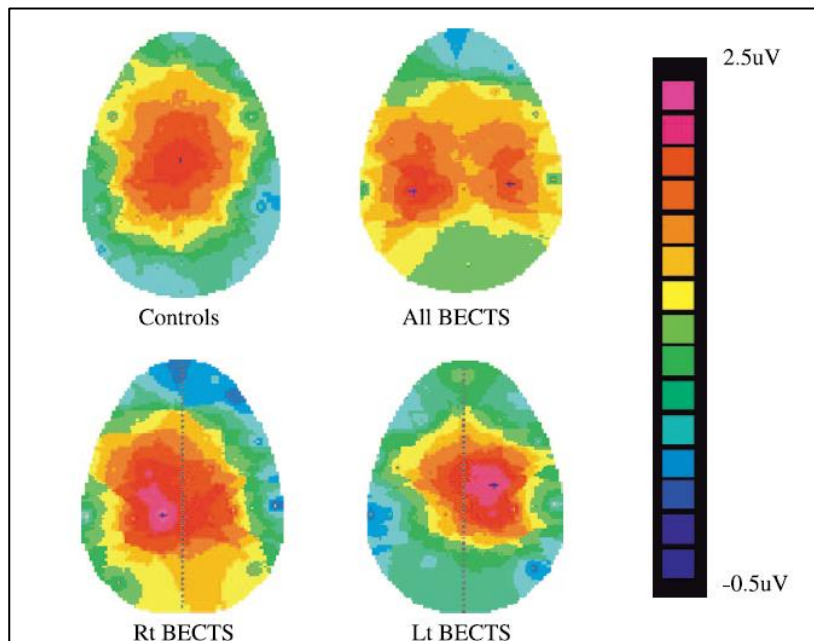 2.5uV
Controls
All BECTS
-0.5uV
Rt BECTS
Lt BECTS